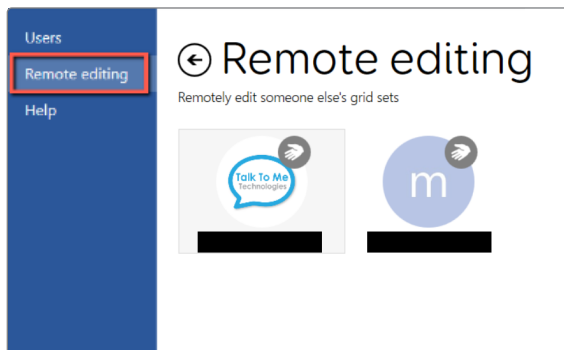 Users
Remote editing
Help
Remote editing
Remotely edit someone else's grid sets
Talk To Me
Technologies
m